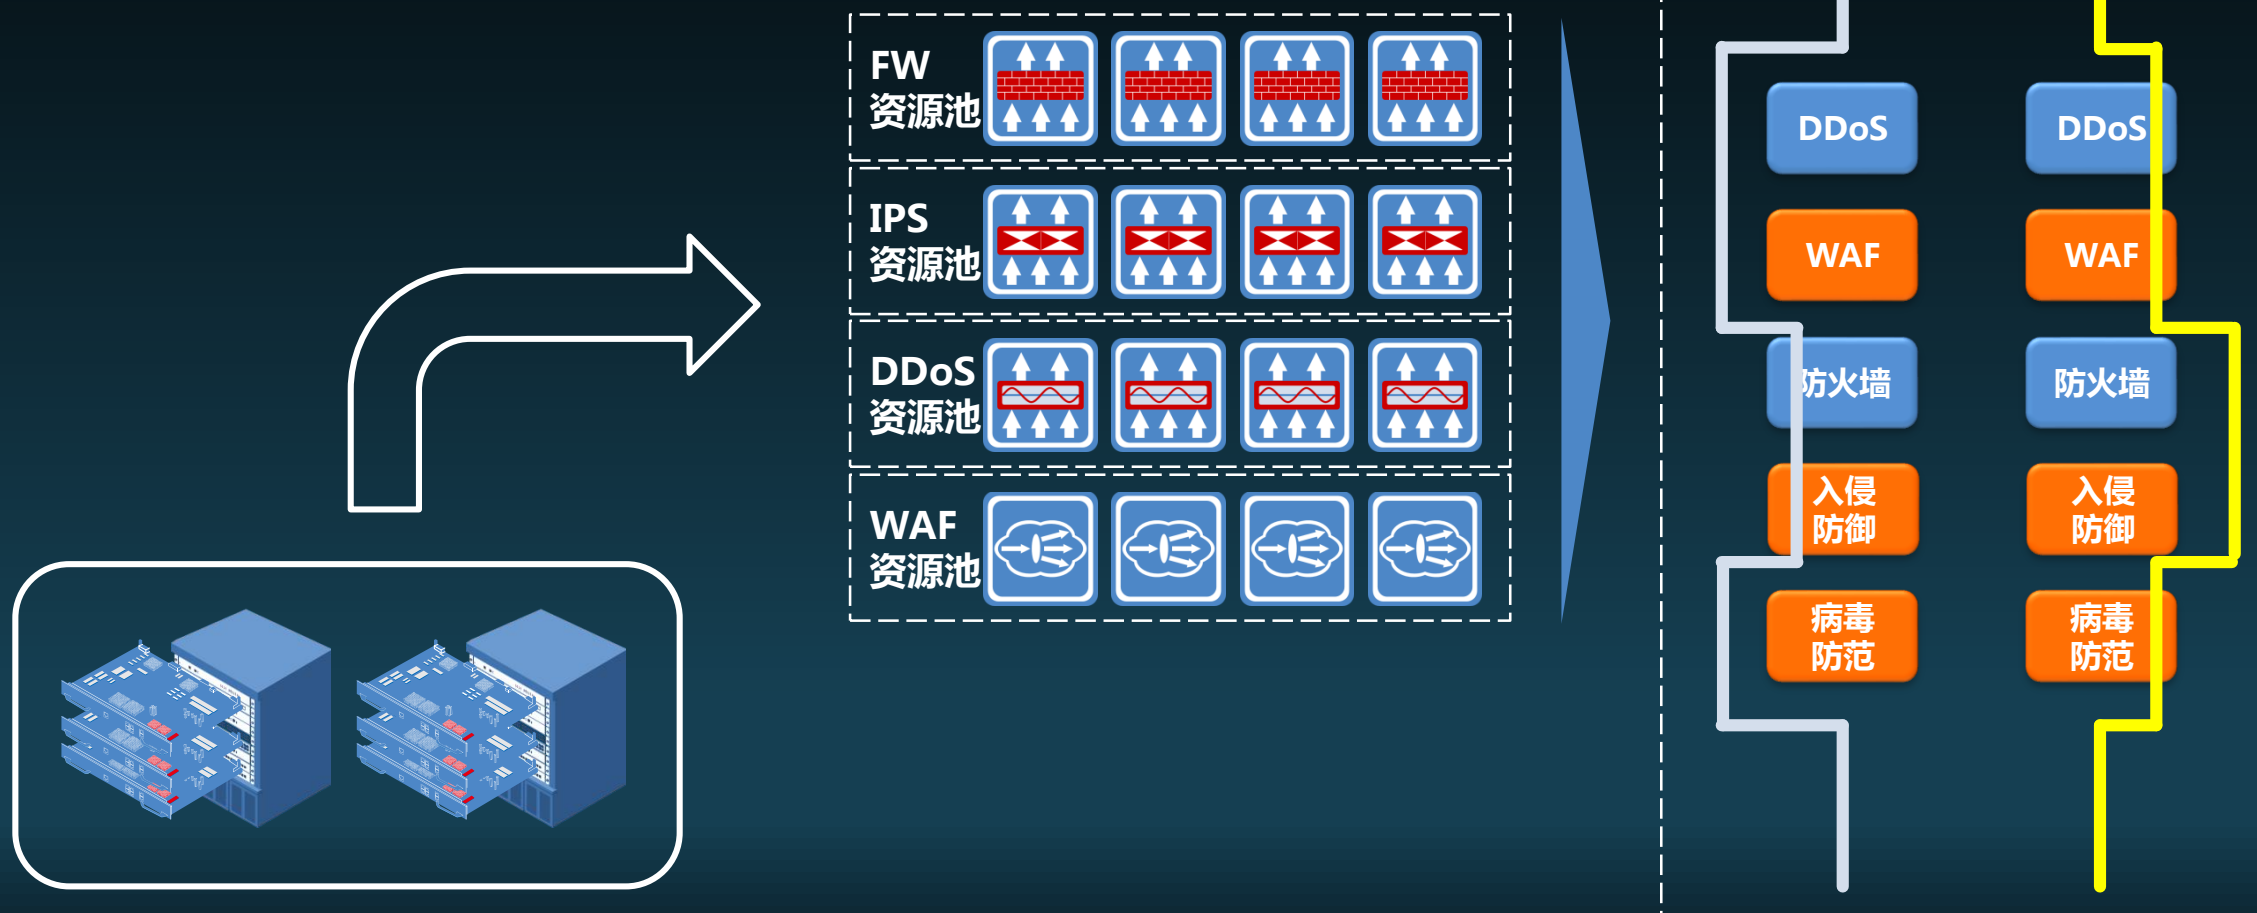 FW
资源池
IPS
资源池
DDoS
资源池
WAF
资源池
DDoS
WAF
防火墙
入侵
防御
病毒
防范
DDoS
WAF
防火墙
入侵
防御
病毒
防范